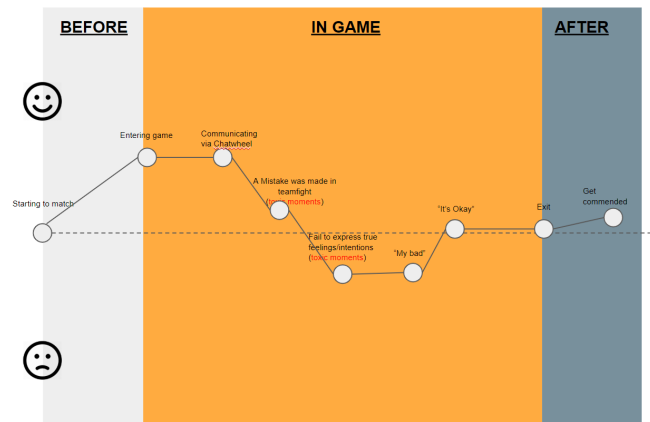 BEFORE
IN GAME
AFTER
Entering game
Communicating
via Chatwheel
A Mistake was made in
teamfight
(toxic moments)
Starting to match
Fail to express true
feelings/intentions
(toxic moments)
"My bad"
"It's Okay"
Exit
Get
commended